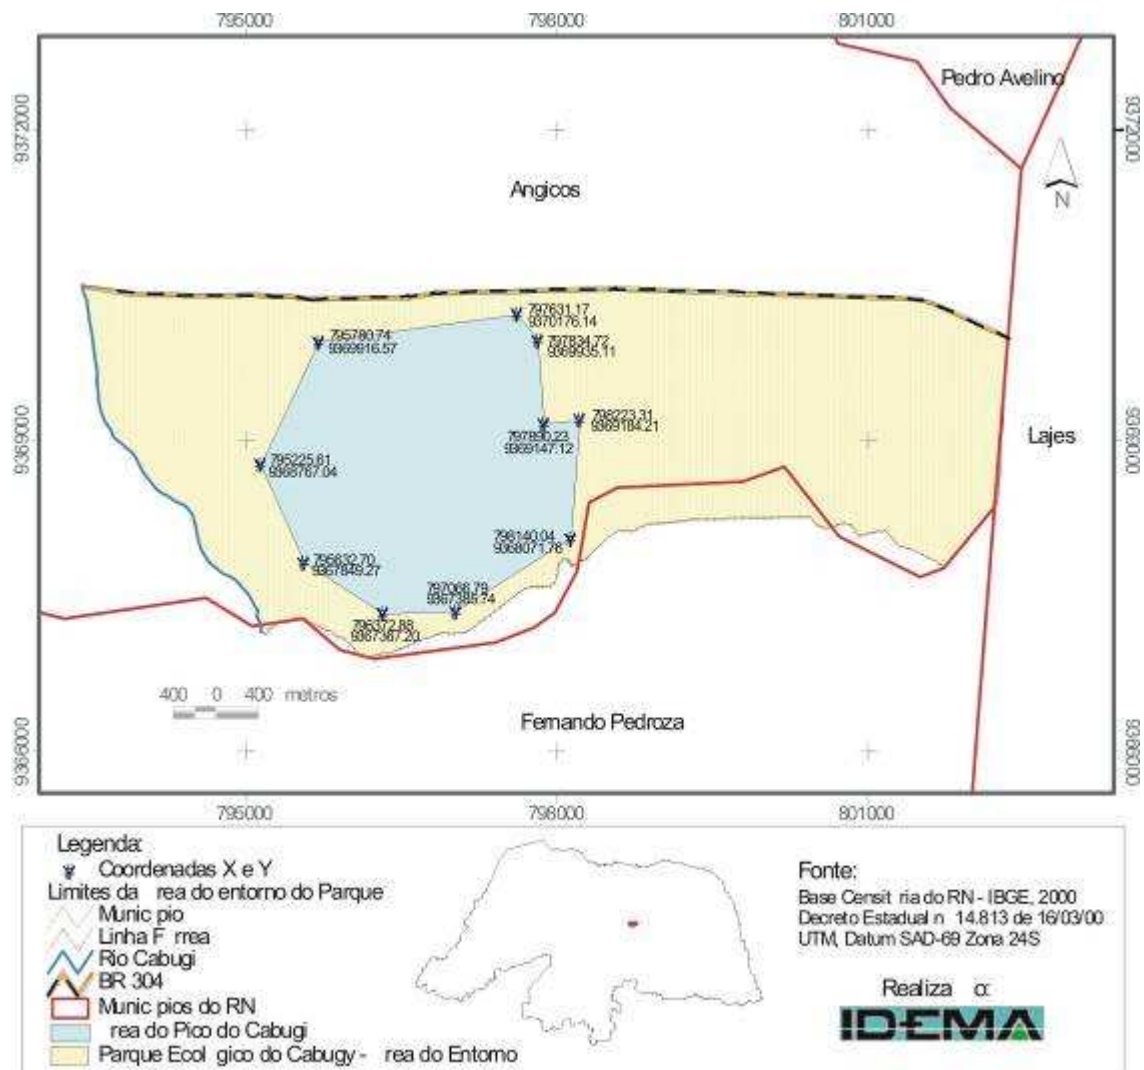 795000 798000 801000
Pedro Avelino
9372000
9372000
Angicos
N
797631.17
9370176.14
795780.74
9369916.57
797834.72
9369935.11
798223.31
9369184.21
797890.23
9369147.12
9369000
9369000
Lajes
795225.61
9368767.04
798140.04
9368071.76
795632.70
9367849.27
797066.79
9367385.74
796372.88
9367367.20
400 0 400 metros
Fernando Pedroza
9366000
9366000
795000 798000 801000
Legenda:
Coordenadas X e Y
Limites da rea do entorno do Parque
Munic pio
Linha F rrea
Rio Cabugi
BR 304
Munic pios do RN
rea do Pico do Cabugi
Parque Ecol gico do Cabugy - rea do Entorno
Fonte:
Base Censit ria do RN - IBGE, 2000
Decreto Estadual n 14.813 de 16/03/00
UTM, Datum SAD-69 Zona 24S
Realiza o:
IDEMA